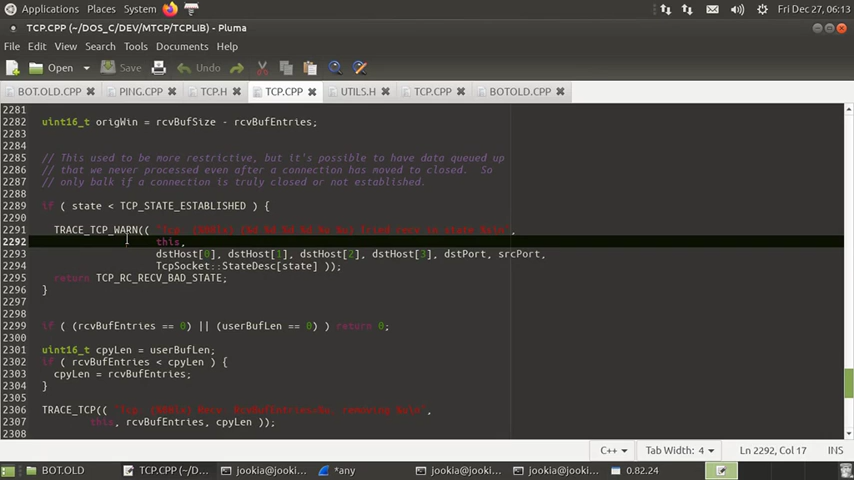 Applications Places System Fri Dec 27, 06:13
TCP.CPP (~/DOS_C/DEV/MTCP/TCPLIB) - Pluma
File Edit View Search Tools Documents Help
Open Save Undo
BOT.OLD.CPP PING.CPP TCP.H TCP.CPP UTILS.H TCP.CPP BOTOLD.CPP
2281
2282 uint16_t origWin = rcvBufSize - rcvBufEntries;
2283
2284
2285 // This used to be more restrictive, but it's possible to have data queued up
2286 // that we never processed even after a connection has moved to closed. So
2287 // only balk if a connection is truly closed or not established.
2288
2289 if ( state < TCP_STATE_ESTABLISHED ) {
2290
2291 TRACE_TCP_WARN(( Tried recv in state
2292 this,
2293 dstHost[0], dstHost[1], dstHost[2], dstHost[3], dstPort, srcPort,
2294 TcpSocket::StateDesc[state] ));
2295 return TCP_RC_RECV_BAD_STATE;
2296 }
2297
2298
2299 if ( (rcvBufEntries == 0) || (userBufLen == 0) ) return 0;
2300
2301 uint16_t cpyLen = userBufLen;
2302 if ( rcvBufEntries < cpyLen ) {
2303 cpyLen = rcvBufEntries;
2304 }
2305
2306 TRACE_TCP((
2307 this, rcvBufEntries, cpyLen ));
2308
C++ Tab Width: 4 Ln 2292, Col 17 INS
BOT.OLD TCP.CPP (~/D... jookia@jooki... *any jookia@jooki... jookia@jooki... 0.82.24